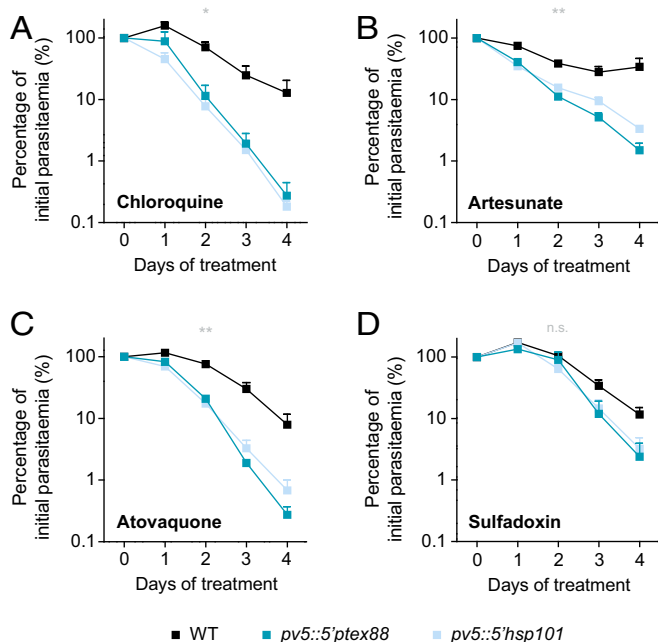 A
*
Percentage of
initial parasitaemia (%)
100
10
1
0.1
Chloroquine
0 1 2 3 4
Days of treatment
B
**
Percentage of
initial parasitaemia (%)
100
10
1
0.1
Artesunate
0 1 2 3 4
Days of treatment
C
**
Percentage of
initial parasitaemia (%)
100
10
1
0.1
Atovaquone
0 1 2 3 4
Days of treatment
D
n.s.
Percentage of
initial parasitaemia (%)
100
10
1
0.1
Sulfadoxin
0 1 2 3 4
Days of treatment
WT pv5::5'ptex88 pv5::5'hsp101